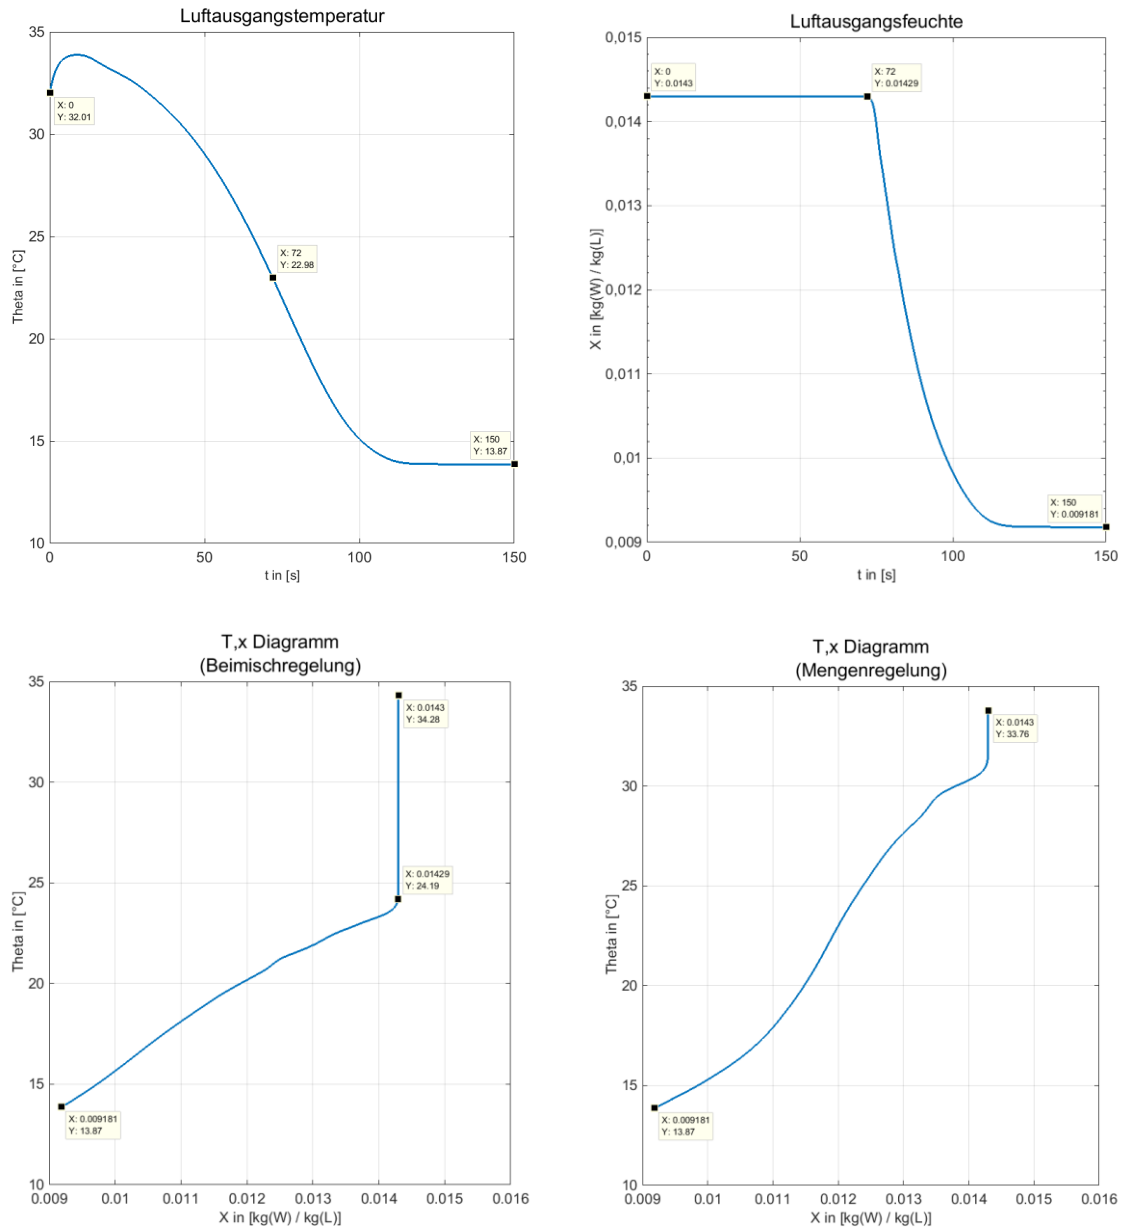 Luftausgangstemperatur
35
30
25
20
15
10
0
50
100
150
Theta in [°C]
t in [s]
X: 0
Y: 32.01
X: 72
Y: 22.98
X: 150
Y: 13.87
Luftausgangsfeuchte
0,015
0,014
0,013
0,012
0,011
0,01
0,009
0
50
100
150
X in [kg(W) / kg(L)]
t in [s]
X: 0
Y: 0.0143
X: 72
Y: 0.01429
X: 150
Y: 0.009181
T,x Diagramm
(Beimischregelung)
35
30
25
20
15
10
0.009
0.01
0.011
0.012
0.013
0.014
0.015
0.016
Theta in [°C]
X in [kg(W) / kg(L)]
X: 0.0143
Y: 34.28
X: 0.01429
Y: 24.19
X: 0.009181
Y: 13.87
T,x Diagramm
(Mengenregelung)
35
30
25
20
15
10
0.009
0.01
0.011
0.012
0.013
0.014
0.015
0.016
Theta in [°C]
X in [kg(W) / kg(L)]
X: 0.0143
Y: 33.76
X: 0.009181
Y: 13.87